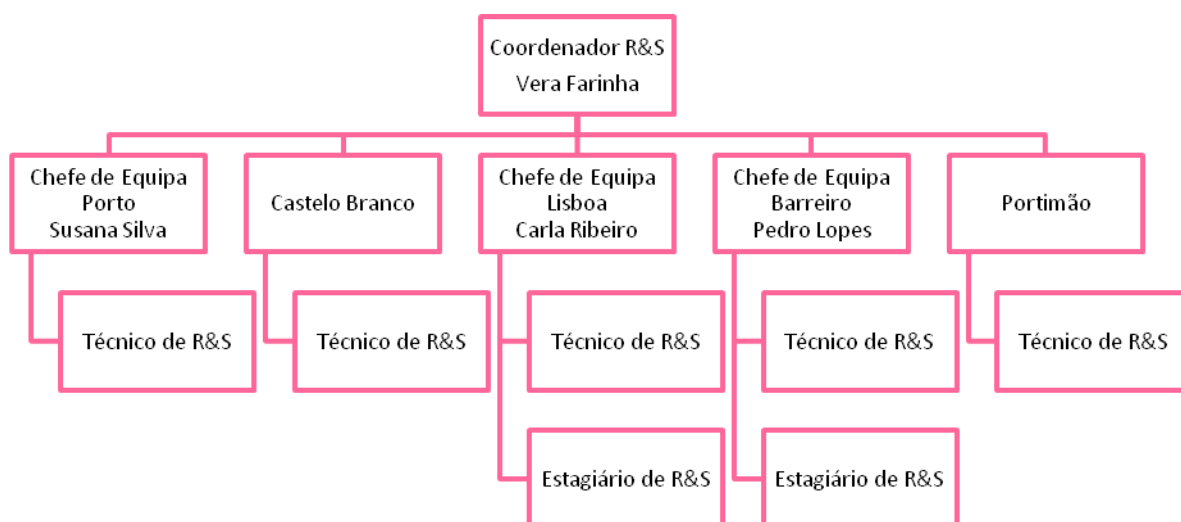 Coordenador R&S
Vera Farinha
Chefe de Equipa
Porto
Susana Silva
Castelo Branco
Chefe de Equipa
Lisboa
Carla Ribeiro
Chefe de Equipa
Barreiro
Pedro Lopes
Portimão
Técnico de R&S
Técnico de R&S
Técnico de R&S
Técnico de R&S
Técnico de R&S
Estagiário de R&S
Estagiário de R&S